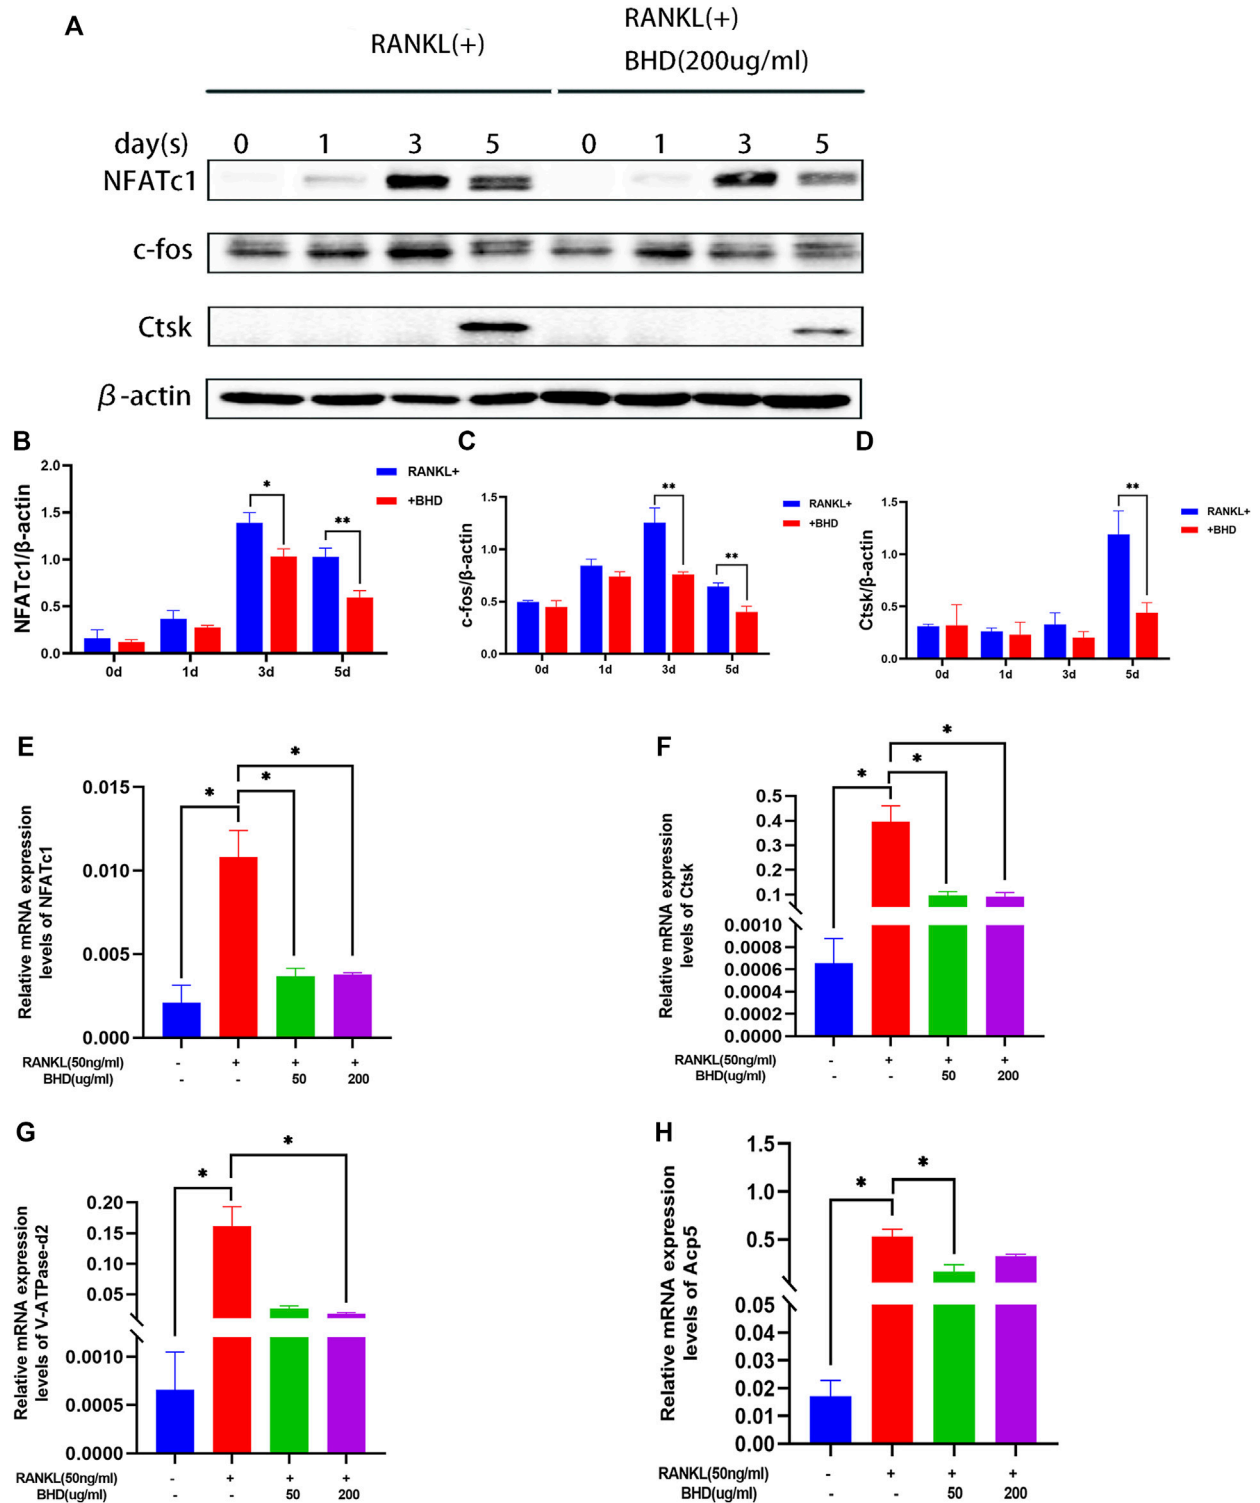 A
RANKL(+)
RANKL(+)
BHD(200ug/ml)
day(s) 0 1 3 5 0 1 3 5
NFATc1
c-fos
Ctsk
β-actin
B
NFATc1/β-actin
2.0
1.5
1.0
0.5
0.0
* **
0d 1d 3d 5d
RANKL+
+BHD
C
c-fos/β-actin
1.5
1.0
0.5
0.0
** **
0d 1d 3d 5d
RANKL+
+BHD
D
Ctsk/β-actin
1.5
1.0
0.5
0.0
**
0d 1d 3d 5d
RANKL+
+BHD
E
Relative mRNA expression
levels of NFATc1
0.015
0.010
0.005
0.000
* * *
RANKL(50ng/ml) - + + +
BHD(ug/ml) - - 50 200
F
Relative mRNA expression
levels of Ctsk
0.5
0.4
0.3
0.2
0.1
0.0010
0.0008
0.0006
0.0004
0.0002
0.0000
* * *
RANKL(50ng/ml) - + + +
BHD(ug/ml) - - 50 200
G
Relative mRNA expression
levels of V-ATPase-d2
0.20
0.15
0.10
0.05
0.0010
0.0005
0.0000
* *
RANKL(50ng/ml) - + + +
BHD(ug/ml) - - 50 200
H
Relative mRNA expression
levels of Acp5
1.5
1.0
0.5
0.05
0.04
0.03
0.02
0.01
0.00
* *
RANKL(50ng/ml) - + + +
BHD(ug/ml) - - 50 200